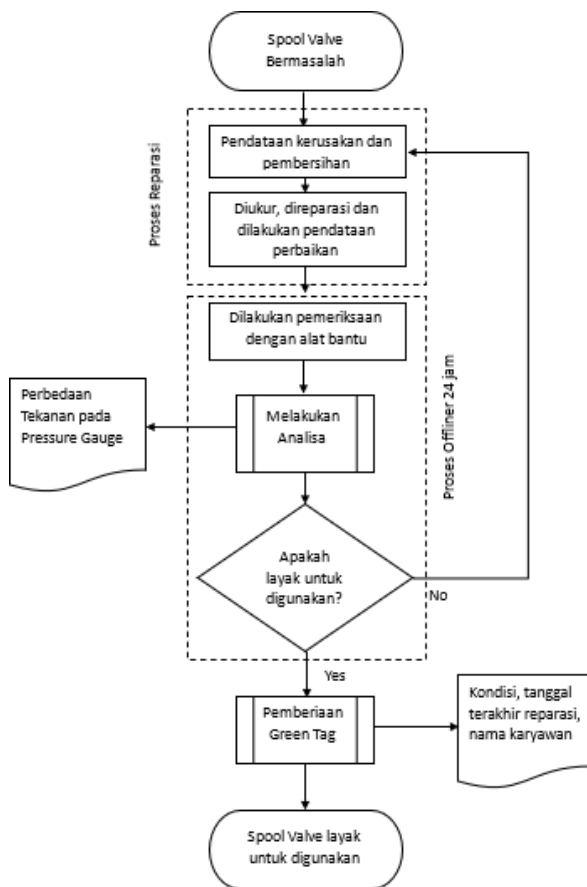 Spool Valve
Bermasalah
Proses Reparasi
Pendataan kerusakan dan
pembersihan
Diukur, direparasi dan
dilakukan pendataan
perbaikan
Dilakukan pemeriksaan
dengan alat bantu
Proses Offliner 24 jam
Perbedaan
Tekanan pada
Pressure Gauge
Melakukan
Analisa
Apakah
layak untuk
digunakan?
No
Yes
Pemberiaan
Green Tag
Kondisi, tanggal
terakhir reparasi,
nama karyawan
Spool Valve layak
untuk digunakan